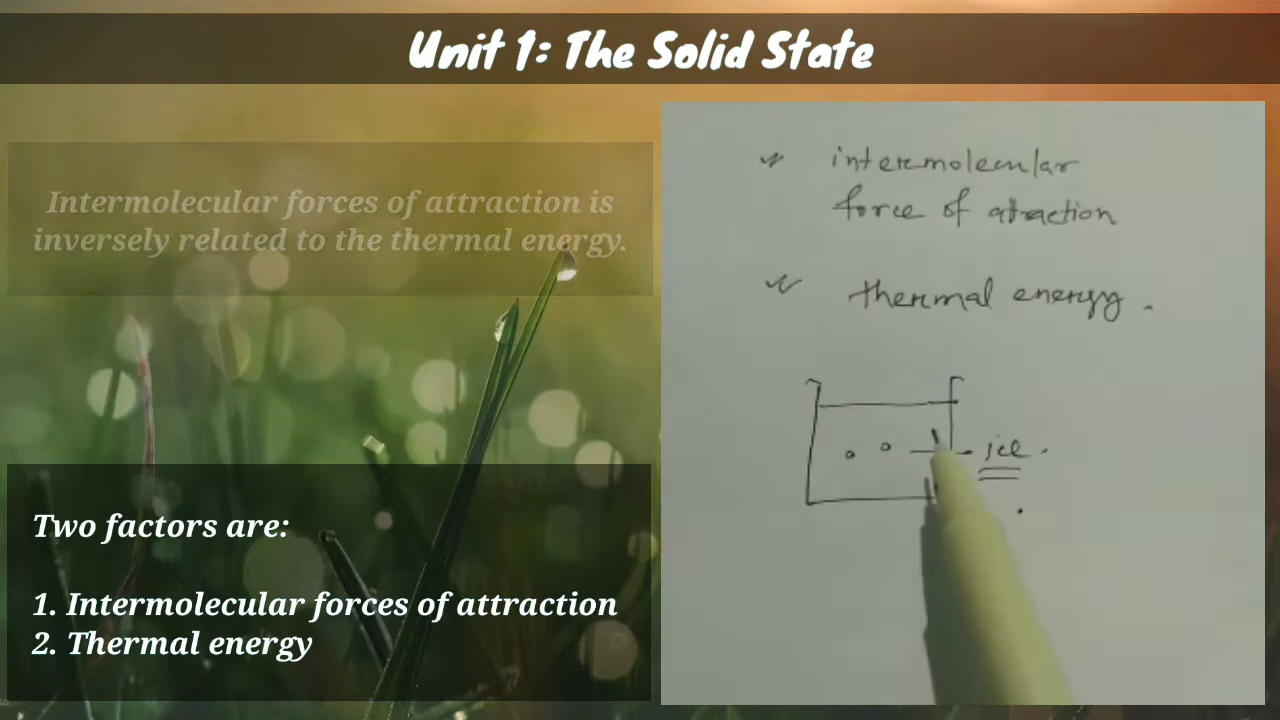 Unit 1: The Solid State
Intermolecular forces of attraction is
inversely related to the thermal energy.
Two factors are:
1. Intermolecular forces of attraction
2. Thermal energy
intermolecular
force of atraction
thermal energy.
ice.